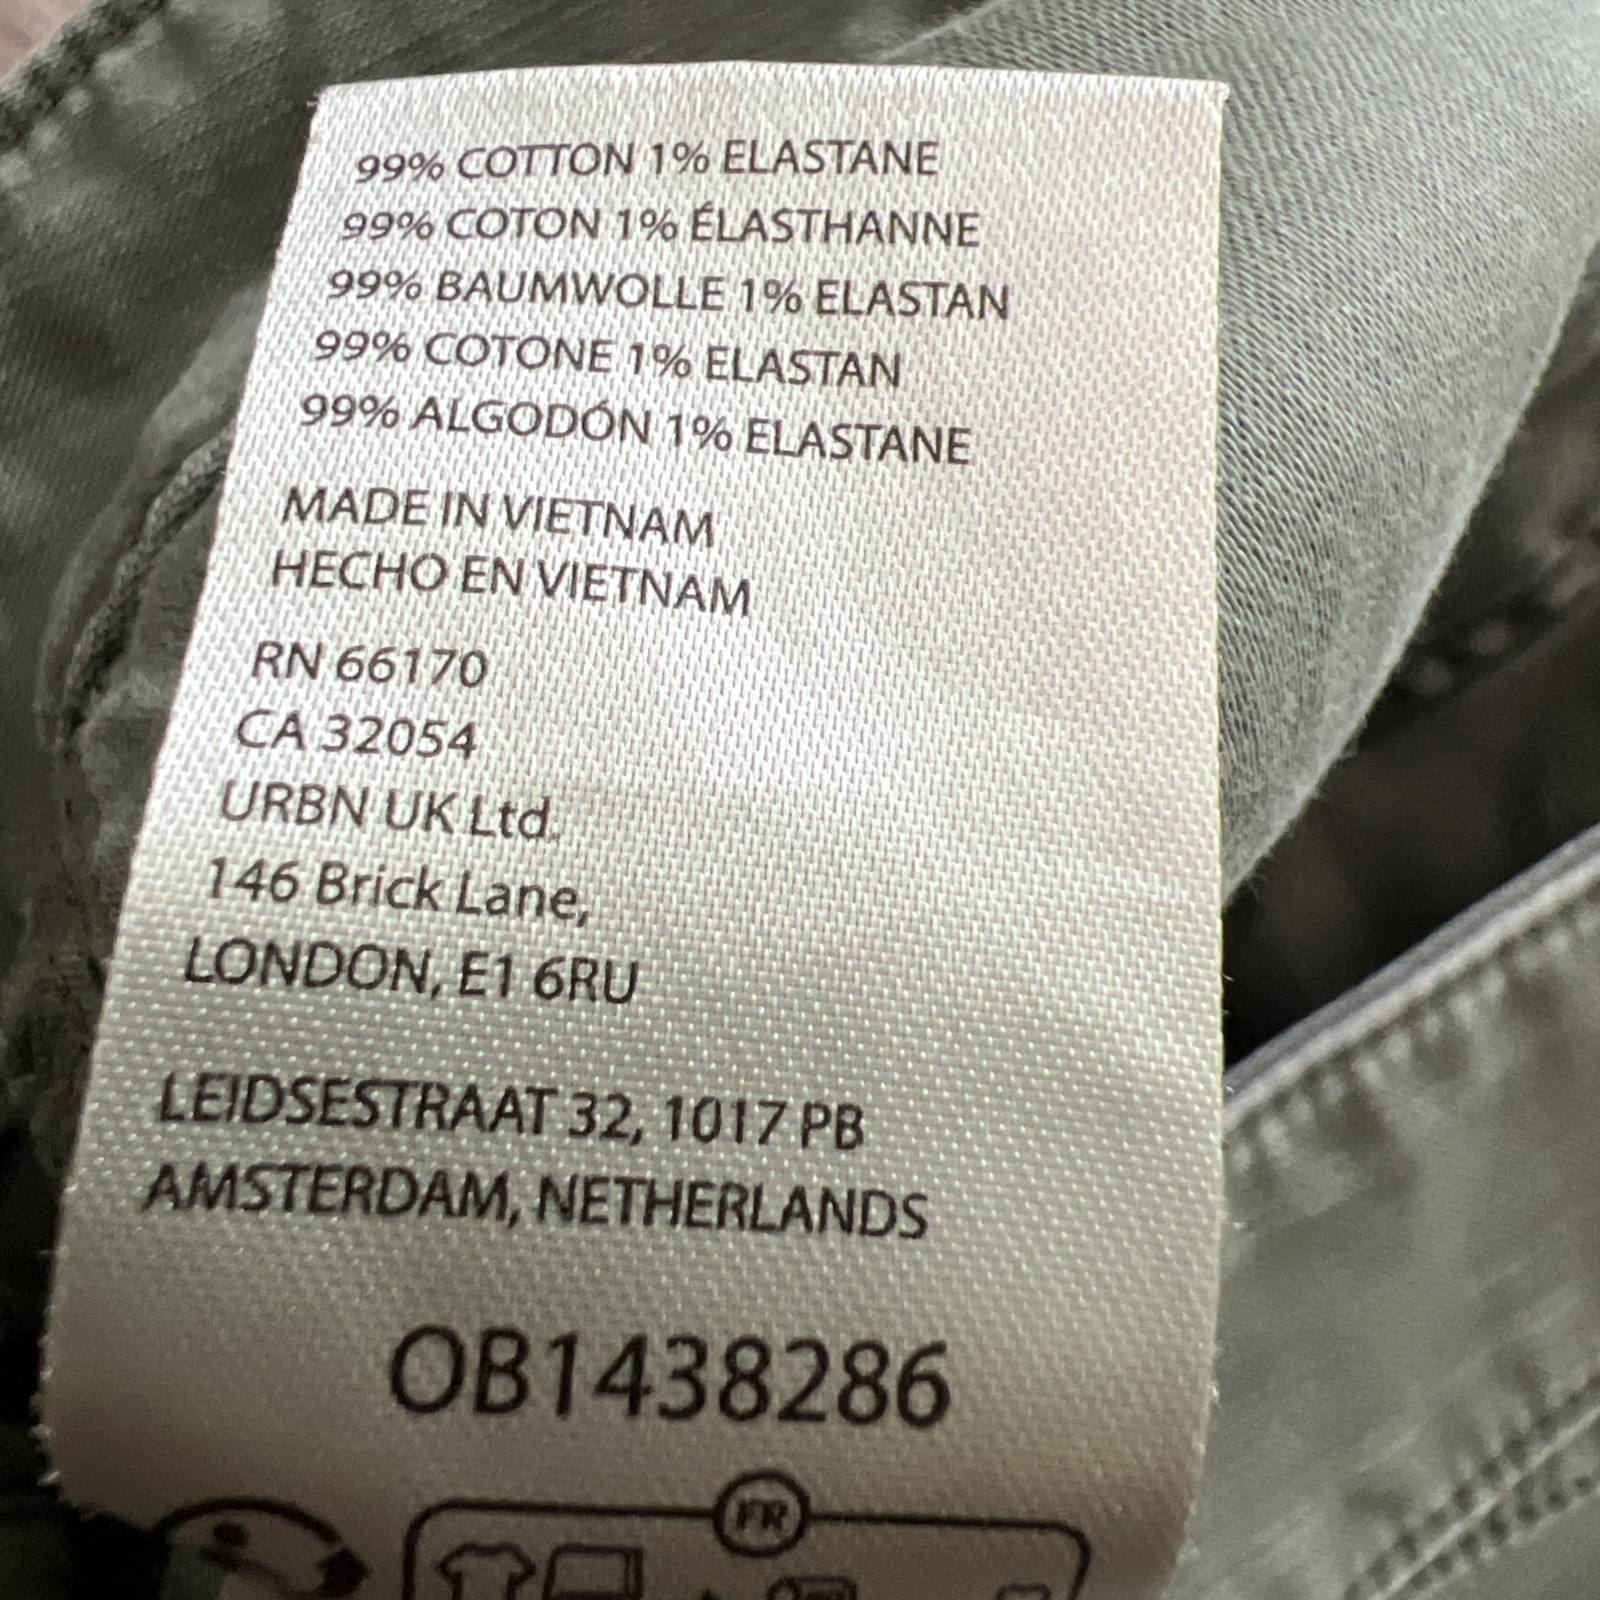 99% COTTON 1% ELASTANE
99% COTON 1% ÉLASTHANNE
99% BAUMWOLLE 1% ELASTAN
99% COTONE 1% ELASTAN
99% ALGODÓN 1% ELASTANE
MADE IN VIETNAM
HECHO EN VIETNAM
RN 66170
CA 32054
URBN UK Ltd.
146 Brick Lane,
LONDON, E1 6RU
LEIDSESTRAAT 32, 1017 PB
AMSTERDAM, NETHERLANDS
OB1438286
FR